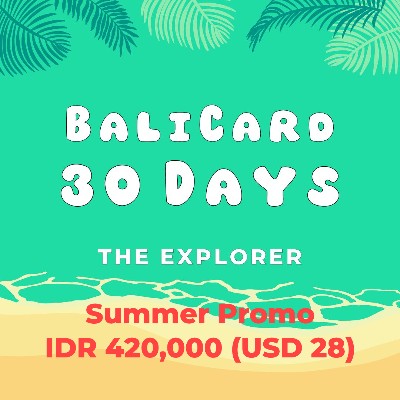 BALICARD
30 DAYS
THE EXPLORER
Summer Promo
IDR 420,000 (USD 28)